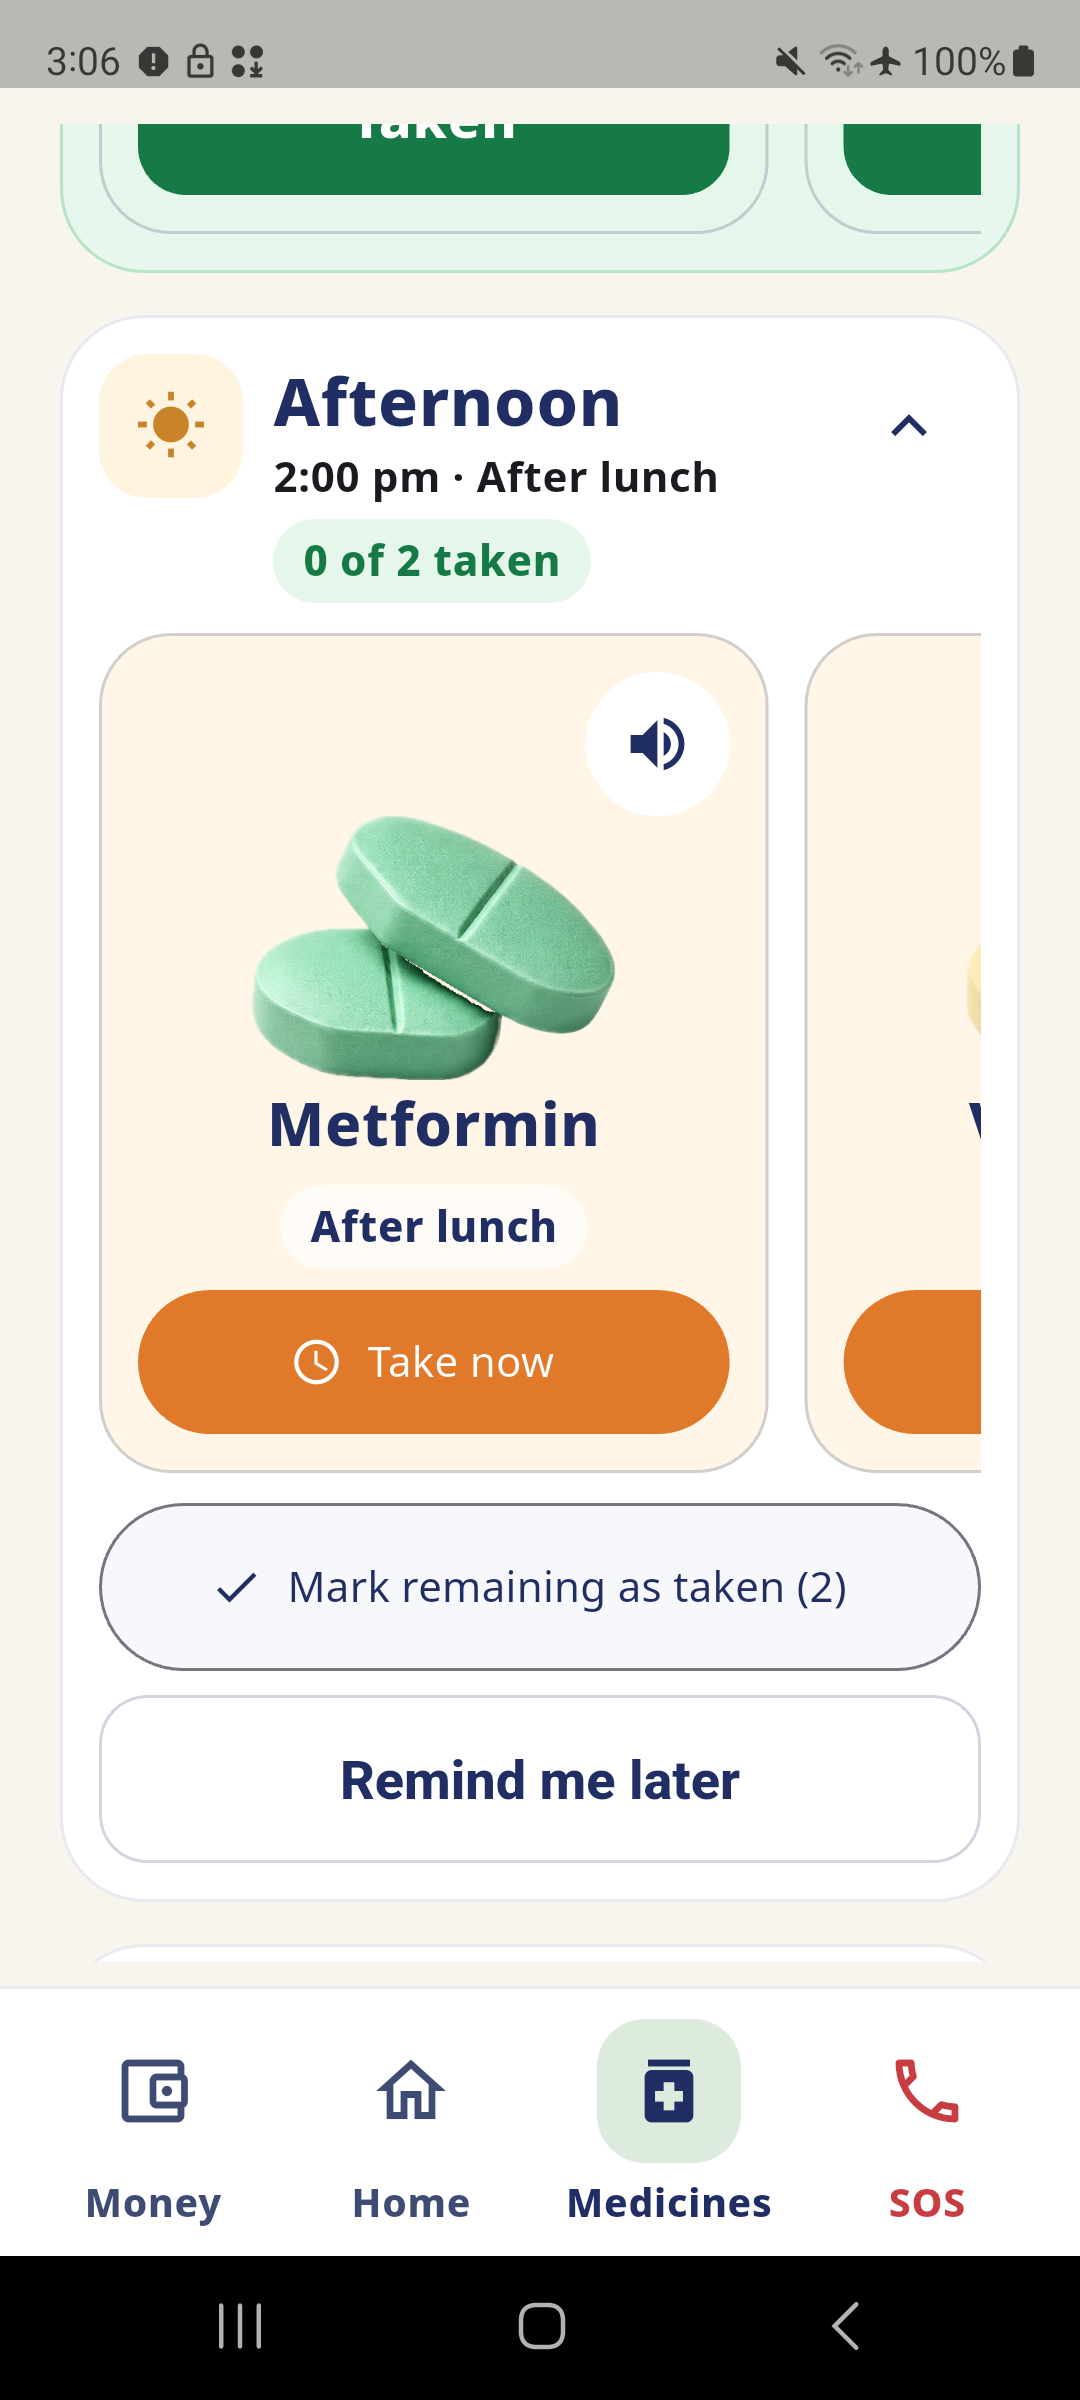 3:06
100%
Taken
Afternoon
2:00 pm · After lunch
0 of 2 taken
Metformin
After lunch
Take now
Mark remaining as taken (2)
Remind me later
Money
Home
Medicines
SOS